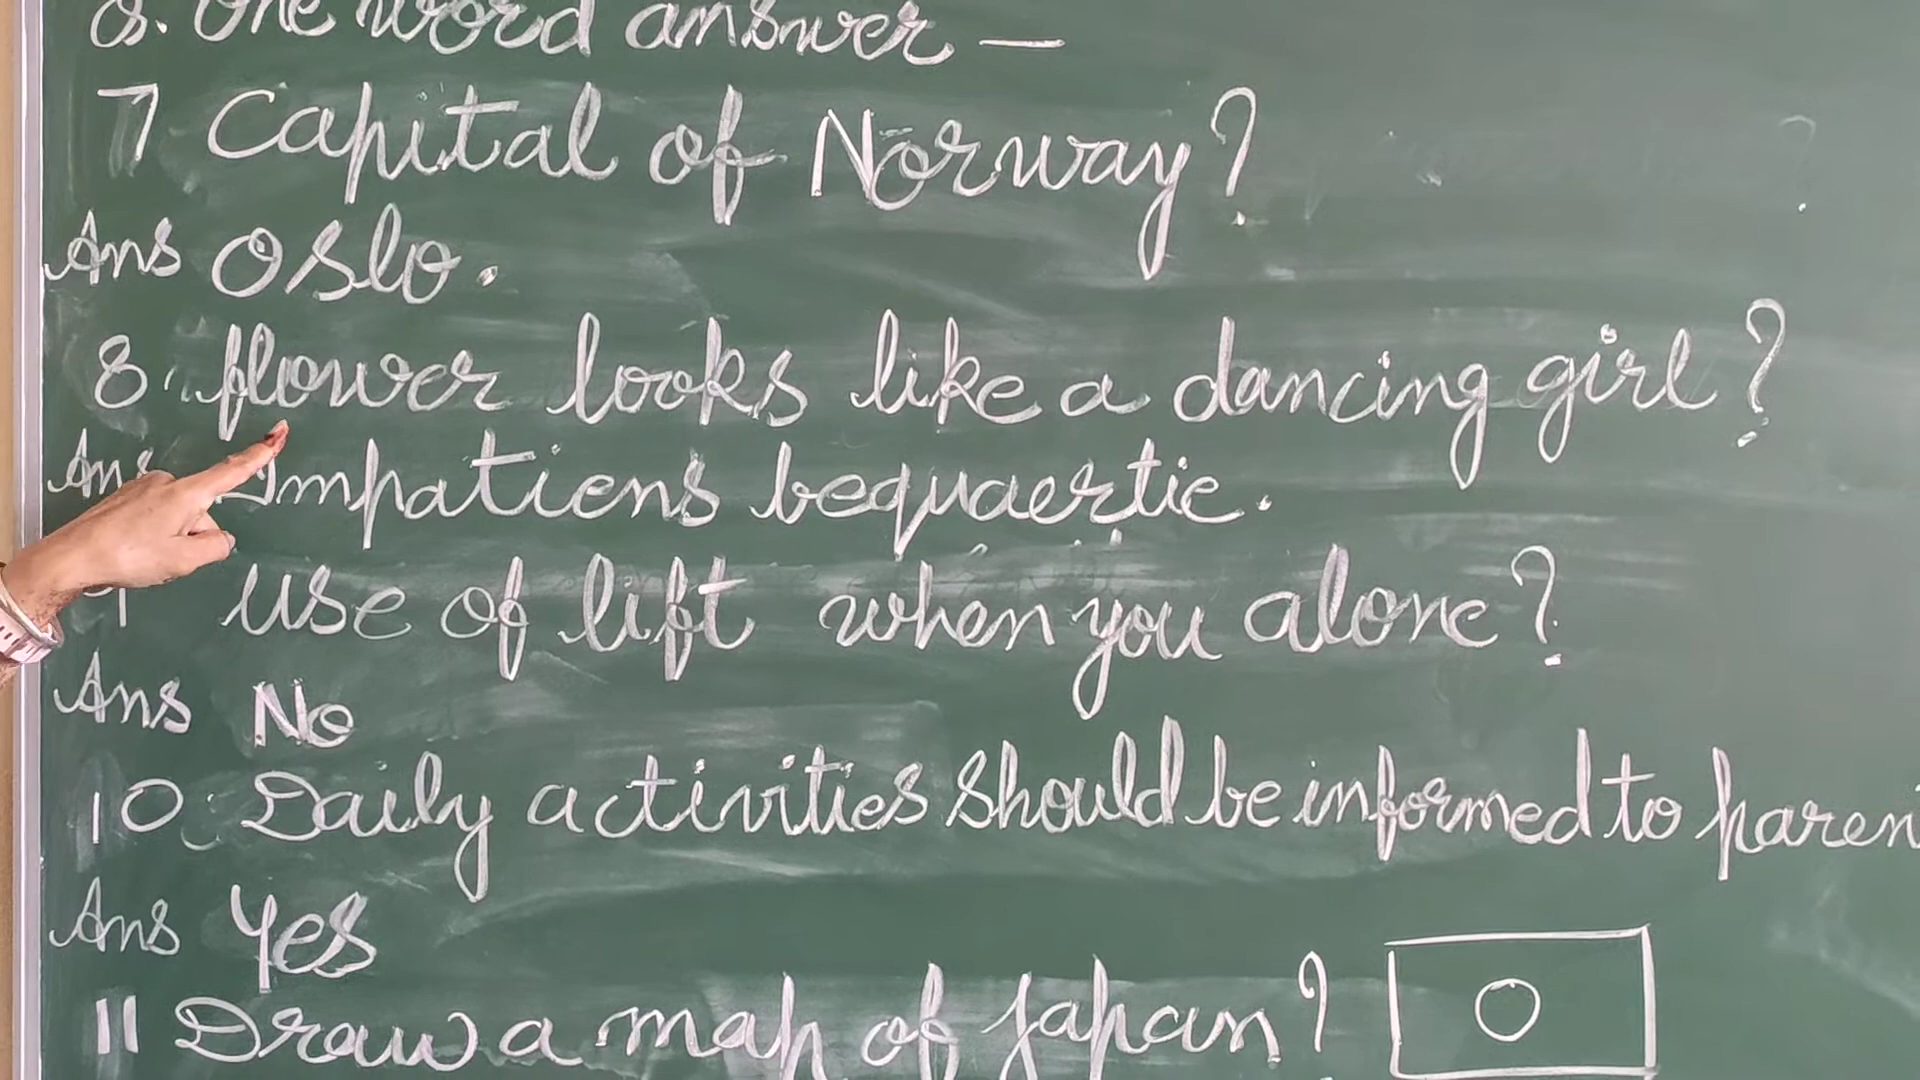 8. One word answer —
7 Capital of Norway?
Ans Oslo.
8. flower looks like a dancing girl?
Ans Impatiens bequaertie.
9 use of lift when you alone?
Ans No
10. Daily activities should be informed to paren
Ans Yes
11 Draw a map of Japan?